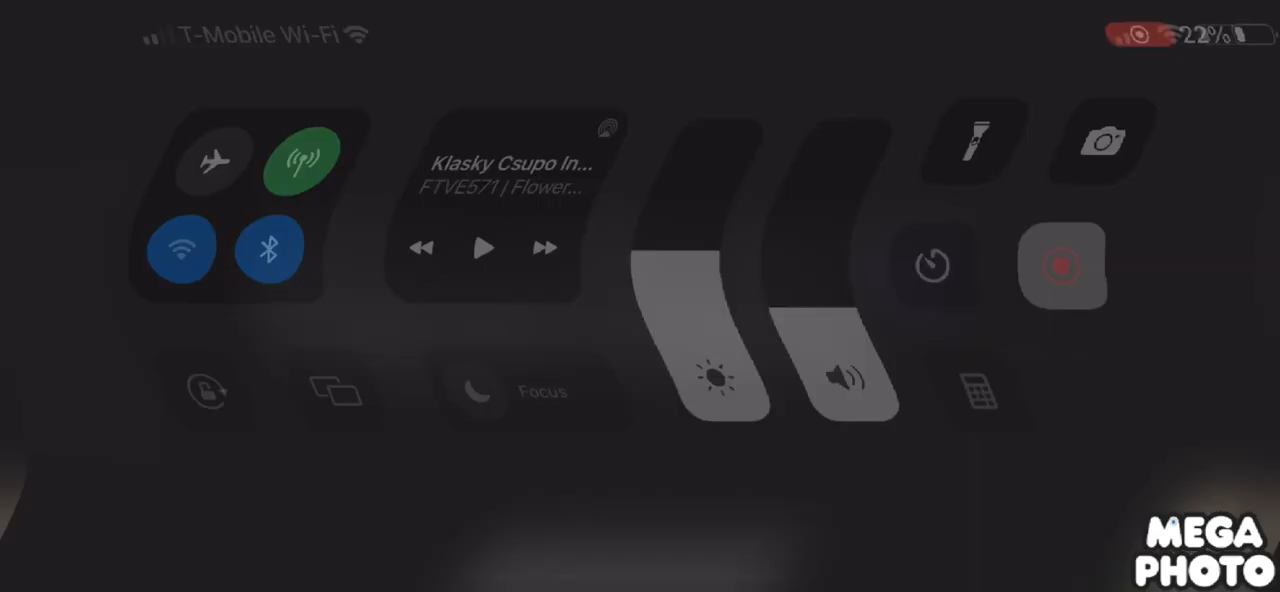 T-Mobile Wi-Fi
22%
Klasky Csupo In...
FTVE571 | Flower...
Focus
MEGA
PHOTO